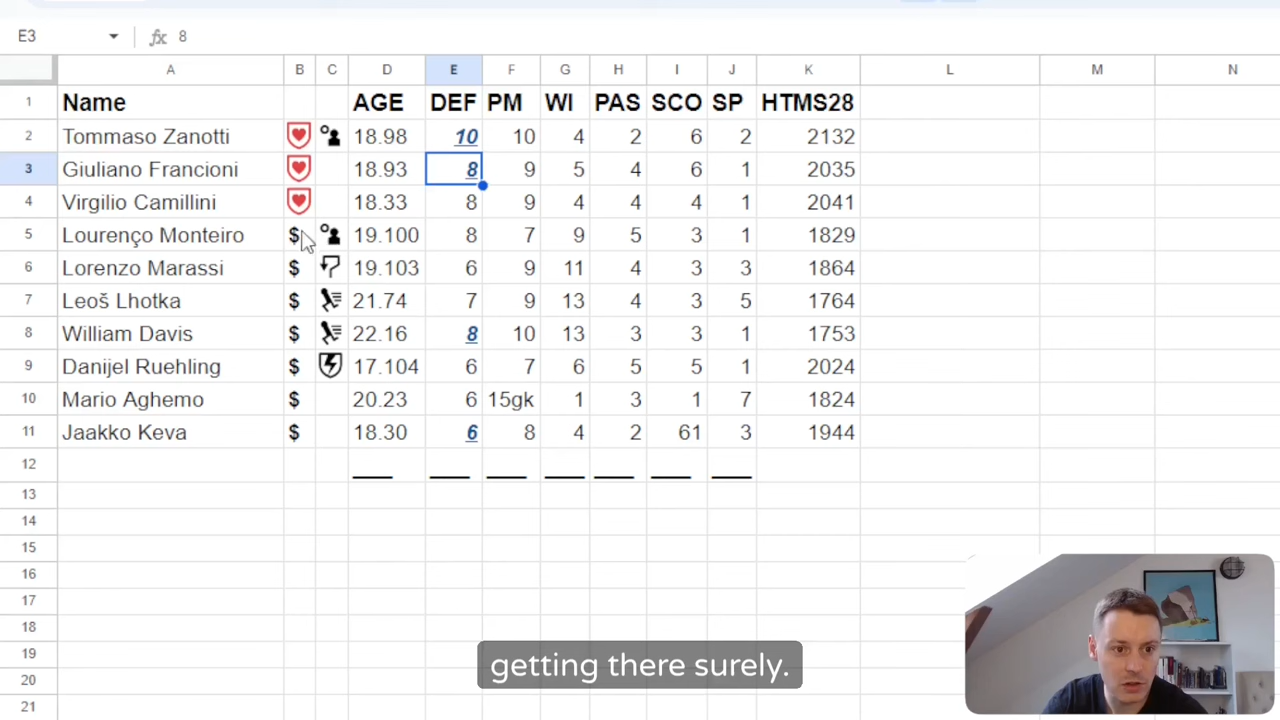 E3 fx 8
A B C D E F G H I J K L M N
1 Name AGE DEF PM WI PAS SCO SP HTMS28
2 Tommaso Zanotti 18.98 10 10 4 2 6 2 2132
3 Giuliano Francioni 18.93 8 9 5 4 6 1 2035
4 Virgilio Camillini 18.33 8 9 4 4 4 1 2041
5 Lourenço Monteiro $ 19.100 8 7 9 5 3 1 1829
6 Lorenzo Marassi $ 19.103 6 9 11 4 3 3 1864
7 Leoš Lhotka $ 21.74 7 9 13 4 3 5 1764
8 William Davis $ 22.16 8 10 13 3 3 1 1753
9 Danijel Ruehling $ 17.104 6 7 6 5 5 1 2024
10 Mario Aghemo $ 20.23 6 15gk 1 3 1 7 1824
11 Jaakko Keva $ 18.30 6 8 4 2 61 3 1944
12
13
14
15
16
17
18
19
20
21
getting there surely.